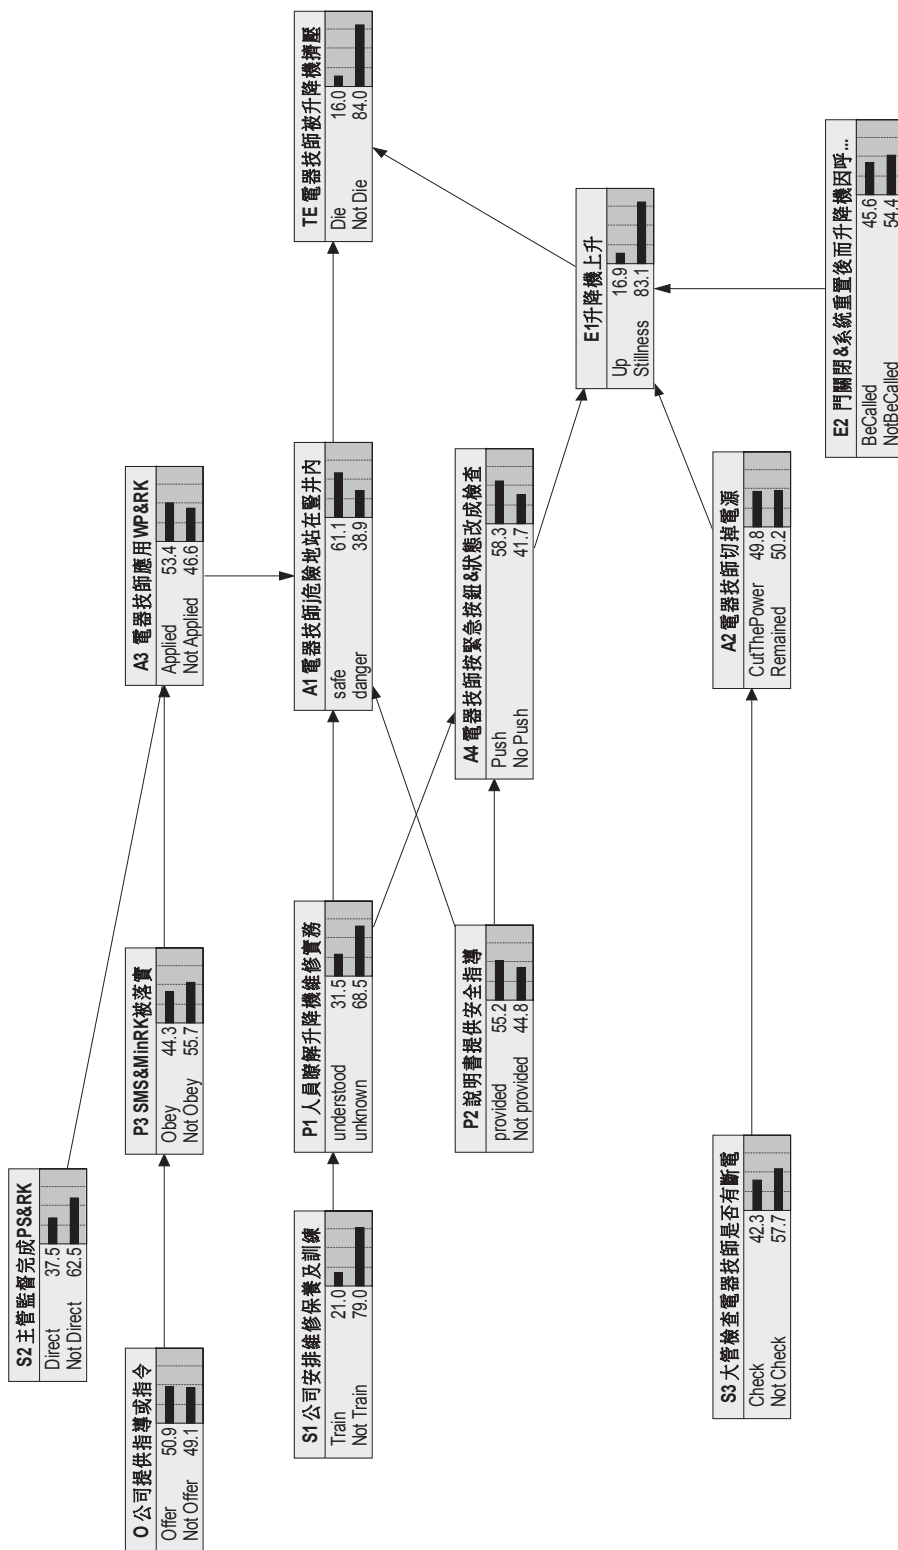 S2 主管監督完成PS&RK
Direct 37.5
Not Direct 62.5
O 公司提供指導或指令
Offer 50.9
Not Offer 49.1
P3 SMS&MinRK被落實
Obey 44.3
Not Obey 55.7
A3 電器技師應用WP&RK
Applied 53.4
Not Applied 46.6
S1 公司安排維修保養及訓練
Train 21.0
Not Train 79.0
P1 人員瞭解升降機維修實務
understood 31.5
unknown 68.5
A1 電器技師j危險地站在豎井內
safe 61.1
danger 38.9
TE 電器技師被升降機擠壓
Die 16.0
Not Die 84.0
P2 說明書提供安全指導
provided 55.2
Not provided 44.8
A4 電器技師按緊急按鈕&狀態改成檢查
Push 58.3
No Push 41.7
E1升降機上升
Up 16.9
Stillness 83.1
S3 大管檢查電器技師是否有斷電
Check 42.3
Not Check 57.7
A2 電器技師切掉電源
CutThePower 49.8
Remained 50.2
E2 門關閉&系統重置後而升降機因呼...
BeCalled 45.6
NotBeCalled 54.4